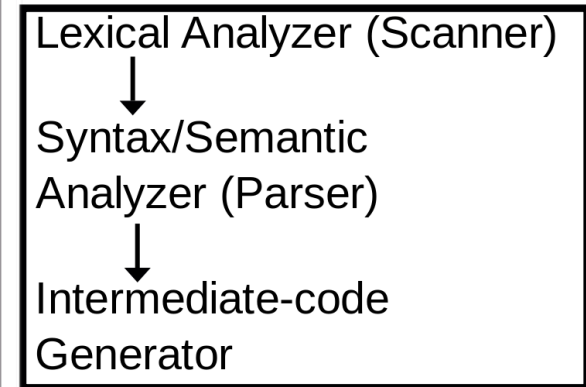 Lexical Analyzer (Scanner)
Syntax/Semantic
Analyzer (Parser)
Intermediate-code
Generator